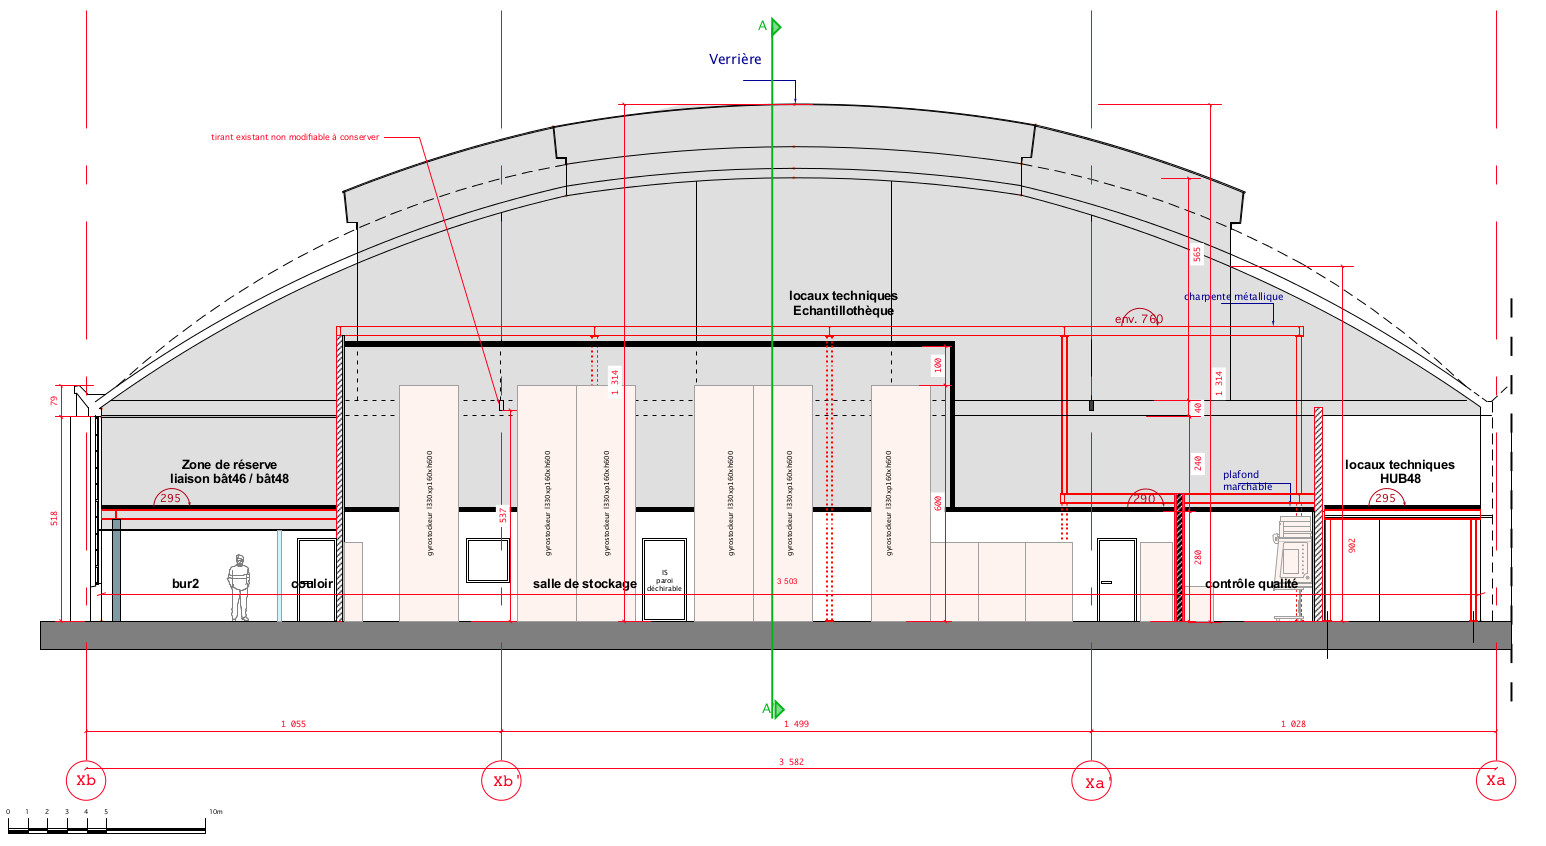 A
Verrière
tirant existant non modifiable à conserver
565
locaux techniques
Echantillothèque
charpente métallique
env. 760
100
1 314
1 314
79
40
Zone de réserve
liaison bât46 / bât48
295
240
plafond
marchable
locaux techniques
HUB48
295
290
gyrostockeur l330xp160xh600
gyrostockeur l330xp160xh600
gyrostockeur l330xp160xh600
gyrostockeur l330xp160xh600
gyrostockeur l330xp160xh600
gyrostockeur l330xp160xh600
518
537
600
280
902
IS
paroi
déchirable
bur2
couloir
salle de stockage
3 503
contrôle qualité
A
1 055
1 499
1 028
3 582
Xb
Xb'
Xa'
Xa
0 1 2 3 4 5 10m